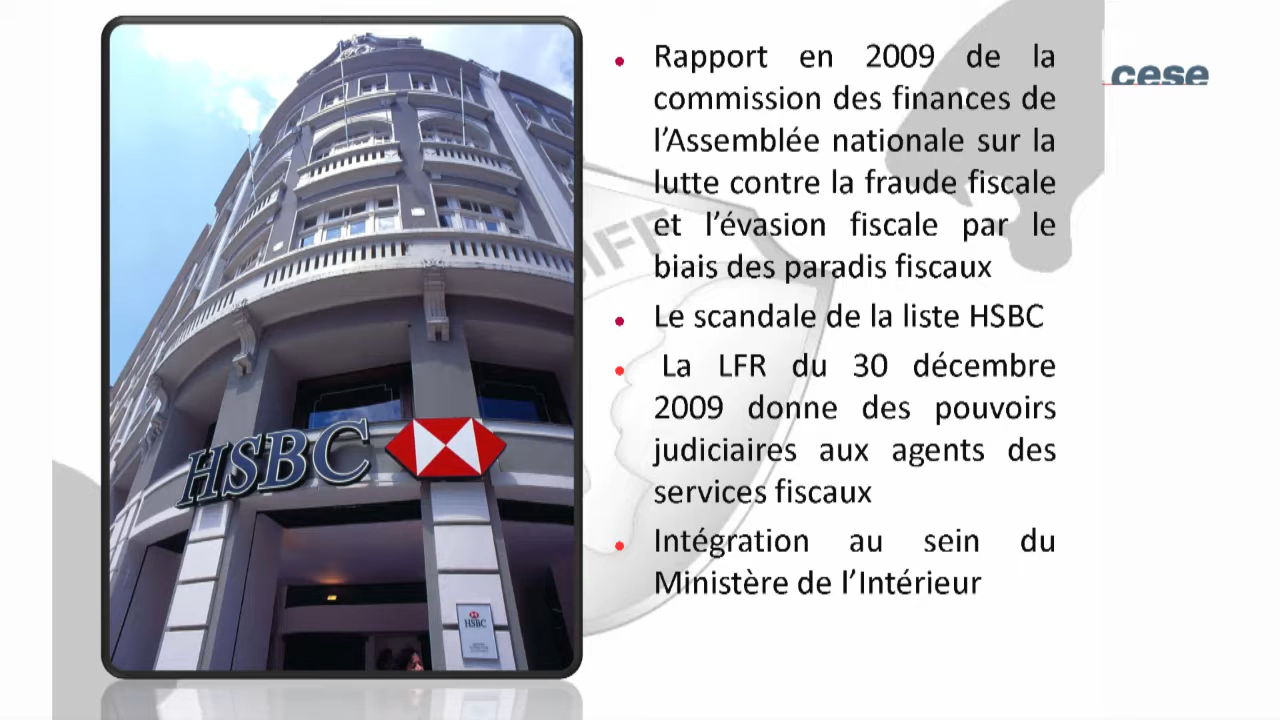 Rapport en 2009 de la
commission des finances de
l'Assemblée nationale sur la
lutte contre la fraude fiscale
et l'évasion fiscale par le
biais des paradis fiscaux
Le scandale de la liste HSBC
La LFR du 30 décembre
2009 donne des pouvoirs
judiciaires aux agents des
services fiscaux
Intégration au sein du
Ministère de l'Intérieur
cese
HSBC
HSBC